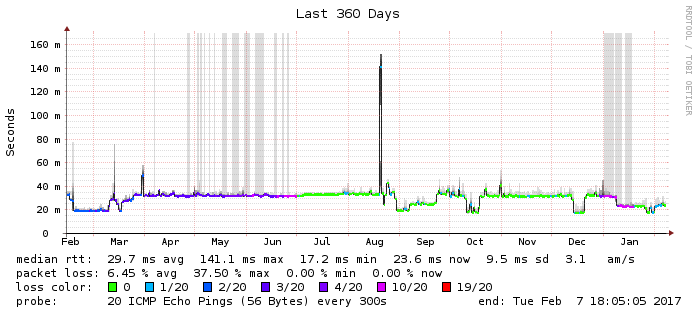 Last 360 Days
RRDTOOL / TOBI OETIKER
Seconds
160 m
140 m
120 m
100 m
80 m
60 m
40 m
20 m
0
Feb Mar Apr May Jun Jul Aug Sep Oct Nov Dec Jan
median rtt: 29.7 ms avg 141.1 ms max 17.2 ms min 23.6 ms now 9.5 ms sd 3.1 am/s
packet loss: 6.45 % avg 37.50 % max 0.00 % min 0.00 % now
loss color: 0 1/20 2/20 3/20 4/20 10/20 19/20
probe: 20 ICMP Echo Pings (56 Bytes) every 300s end: Tue Feb 7 18:05:05 2017